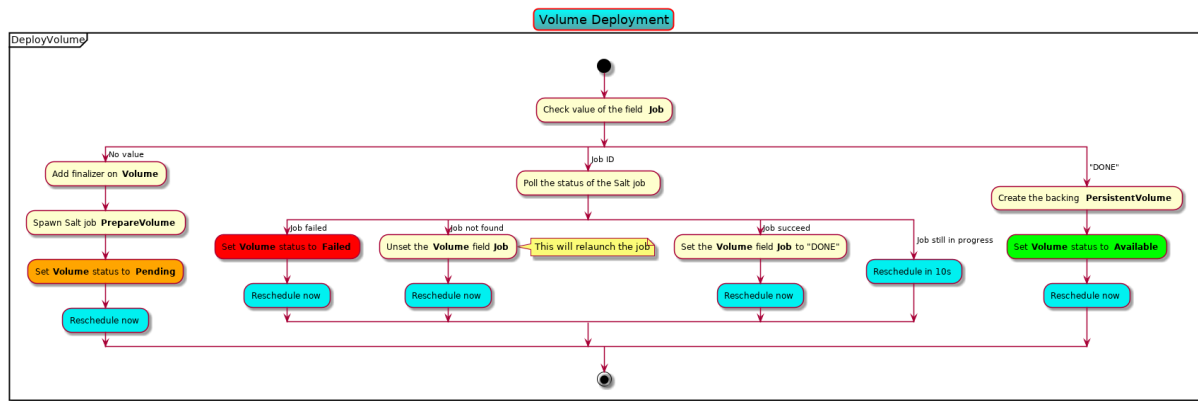 Volume Deployment
DeployVolume
Check value of the field Job
No value
Add finalizer on Volume
Spawn Salt job PrepareVolume
Set Volume status to Pending
Reschedule now
Job ID
Poll the status of the Salt job
Job failed
Set Volume status to Failed
Reschedule now
Job not found
Unset the Volume field Job
This will relaunch the job
Reschedule now
Job succeed
Set the Volume field Job to "DONE"
Reschedule now
Job still in progress
Reschedule in 10s
"DONE"
Create the backing PersistentVolume
Set Volume status to Available
Reschedule now